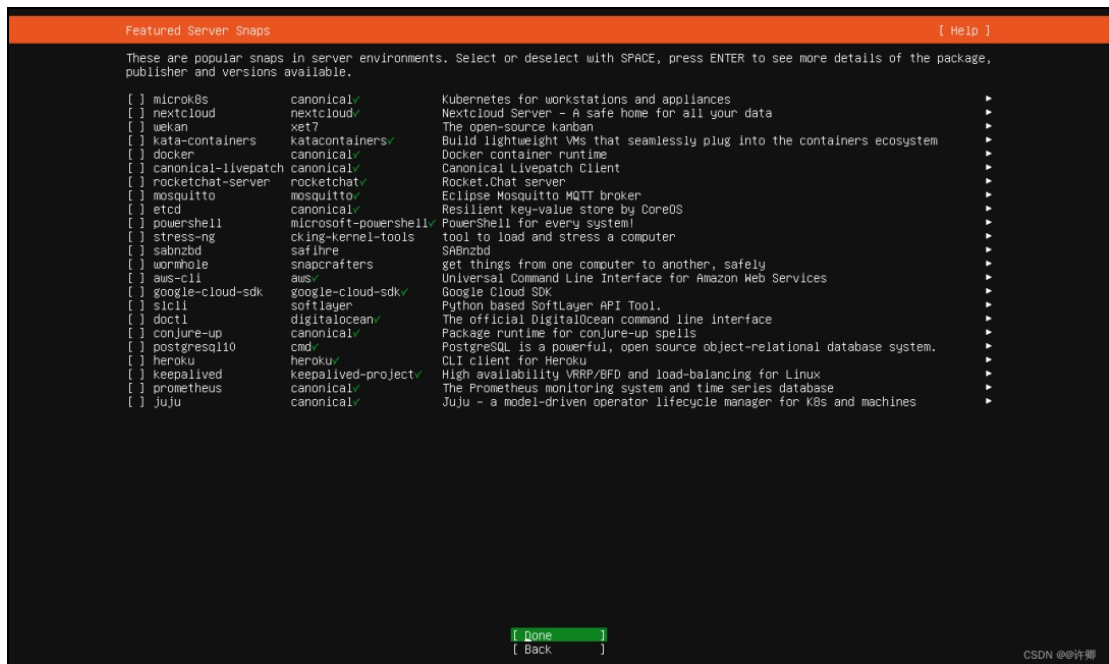 Featured Server Snaps [ Help ]
These are popular snaps in server environments. Select or deselect with SPACE, press ENTER to see more details of the package,
publisher and versions available.
[ ] microk8s canonical✓ Kubernetes for workstations and appliances ►
[ ] nextcloud nextcloud✓ Nextcloud Server - A safe home for all your data ►
[ ] wekan xet7 The open-source kanban ►
[ ] kata-containers katacontainers✓ Build lightweight VMs that seamlessly plug into the containers ecosystem ►
[ ] docker canonical✓ Docker container runtime ►
[ ] canonical-livepatch canonical✓ Canonical Livepatch Client ►
[ ] rocketchat-server rocketchat✓ Rocket.Chat server ►
[ ] mosquitto mosquitto✓ Eclipse Mosquitto MQTT broker ►
[ ] etcd canonical✓ Resilient key-value store by CoreOS ►
[ ] powershell microsoft-powershell✓ PowerShell for every system! ►
[ ] stress-ng cking-kernel-tools tool to load and stress a computer ►
[ ] sabnzbd safihre SABnzbd ►
[ ] wormhole snapcrafters get things from one computer to another, safely ►
[ ] aws-cli aws✓ Universal Command Line Interface for Amazon Web Services ►
[ ] google-cloud-sdk google-cloud-sdk✓ Google Cloud SDK ►
[ ] slcli softlayer Python based SoftLayer API Tool. ►
[ ] doctl digitalocean✓ The official DigitalOcean command line interface ►
[ ] conjure-up canonical✓ Package runtime for conjure-up spells ►
[ ] postgresql10 cmd✓ PostgreSQL is a powerful, open source object-relational database system. ►
[ ] heroku heroku✓ CLI client for Heroku ►
[ ] keepalived keepalived-project✓ High availability VRRP/BFD and load-balancing for Linux ►
[ ] prometheus canonical✓ The Prometheus monitoring system and time series database ►
[ ] juju canonical✓ Juju - a model-driven operator lifecycle manager for K8s and machines ►
[ Done ]
[ Back ]
CSDN @@许卿